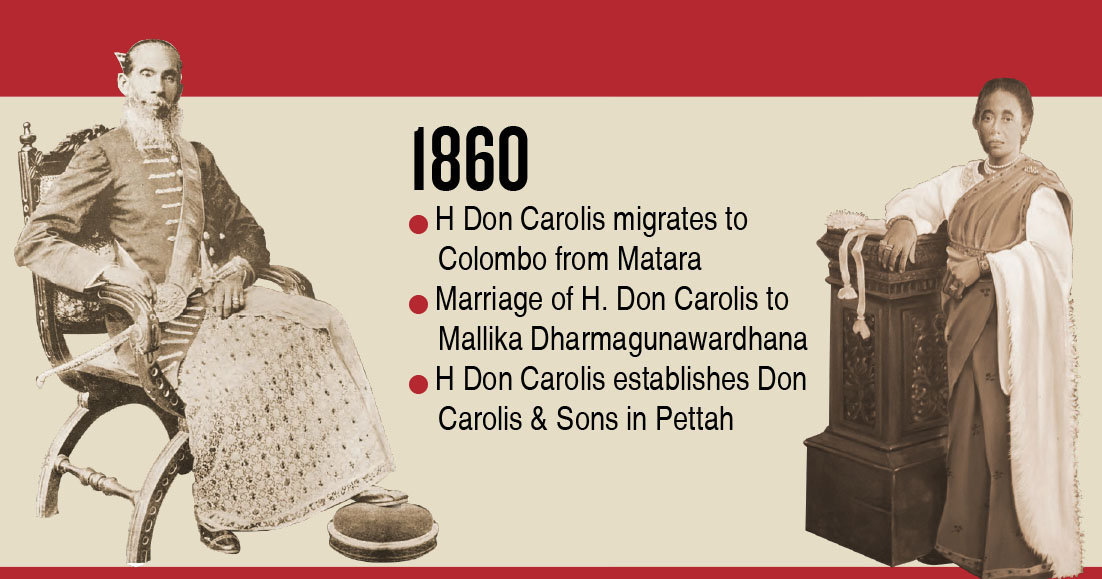 1860
● H Don Carolis migrates to
Colombo from Matara
● Marriage of H. Don Carolis to
Mallika Dharmagunawardhana
● H Don Carolis establishes Don
Carolis & Sons in Pettah